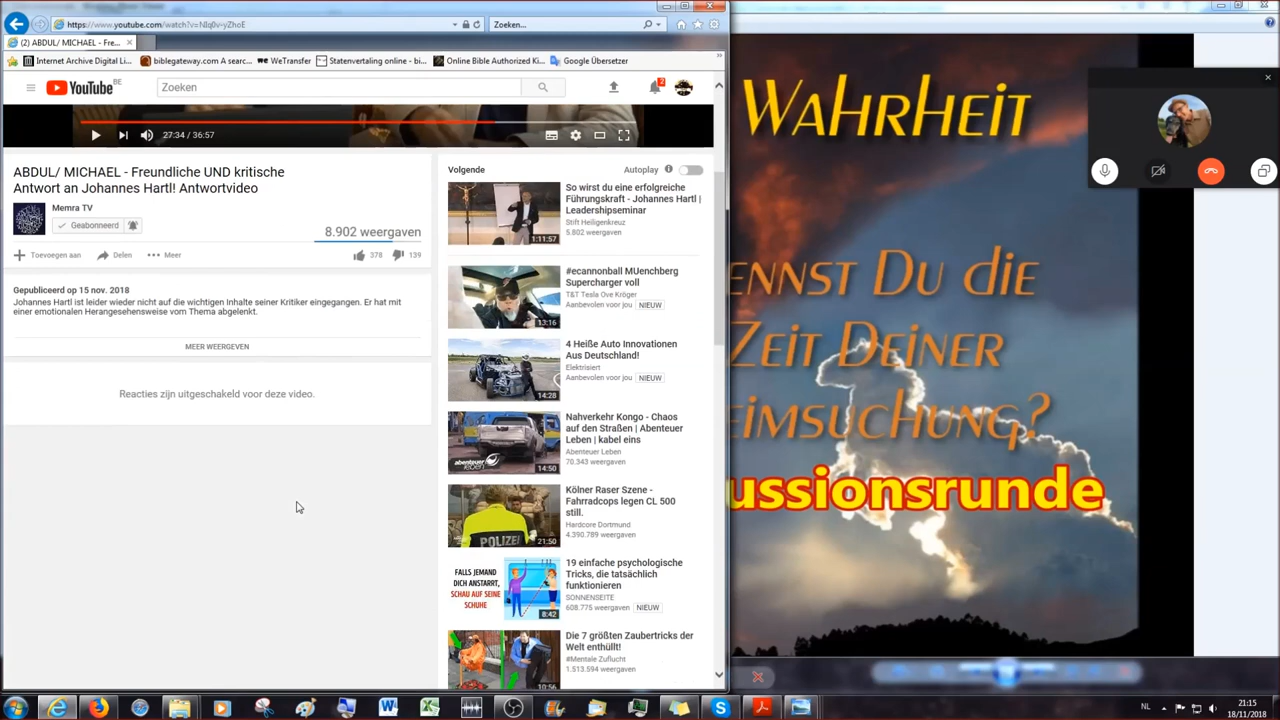 https://www.youtube.com/watch?v=NIq0v-yZhoE
Zoeken...
(2) ABDUL/ MICHAEL - Fre...
Internet Archive Digital Li...
biblegateway.com A searc...
WeTransfer
Statenvertaling online - bi...
Online Bible Authorized Ki...
Google Übersetzer
YouTube BE
Zoeken
2
27:34 / 36:57
ABDUL/ MICHAEL - Freundliche UND kritische
Antwort an Johannes Hartl! Antwortvideo
Memra TV
Geabonneerd
8.902 weergaven
Toevoegen aan
Delen
Meer
378
139
Gepubliceerd op 15 nov. 2018
Johannes Hartl ist leider wieder nicht auf die wichtigen Inhalte seiner Kritiker eingegangen. Er hat mit
einer emotionalen Herangesehensweise vom Thema abgelenkt.
MEER WEERGEVEN
Reacties zijn uitgeschakeld voor deze video.
Volgende
Autoplay
So wirst du eine erfolgreiche
Führungskraft - Johannes Hartl |
Leadershipseminar
Stift Heiligenkreuz
5.802 weergaven
1:11:57
#ecannonball MUenchberg
Supercharger voll
T&T Tesla Ove Kröger
Aanbevolen voor jou NIEUW
13:16
4 Heiße Auto Innovationen
Aus Deutschland!
Elektrisiert
Aanbevolen voor jou NIEUW
14:28
Nahverkehr Kongo - Chaos
auf den Straßen | Abenteuer
Leben | kabel eins
Abenteuer Leben
70.343 weergaven
abenteuer leben
14:50
Kölner Raser Szene -
Fahrradcops legen CL 500
still.
Hardcore Dortmund
4.390.789 weergaven
POLIZEI
21:50
19 einfache psychologische
Tricks, die tatsächlich
funktionieren
SONNENSEITE
608.775 weergaven NIEUW
FALLS JEMAND
DICH ANSTARRT,
SCHAU AUF SEINE
SCHUHE
8:42
Die 7 größten Zaubertricks der
Welt enthüllt!
#Mentale Zuflucht
1.513.594 weergaven
10:56
WAHRHEIT
ENNST DU die
ZEIT DEINER
EIMSUCHUNG?
ussionsrunde
NL
21:15
18/11/2018